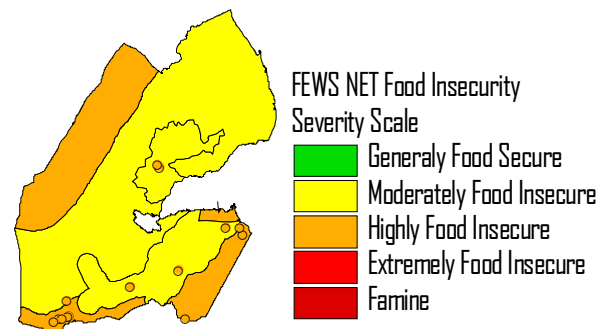 FEWS NET Food Insecurity
Severity Scale
Generaly Food Secure
Moderately Food Insecure
Highly Food Insecure
Extremely Food Insecure
Famine